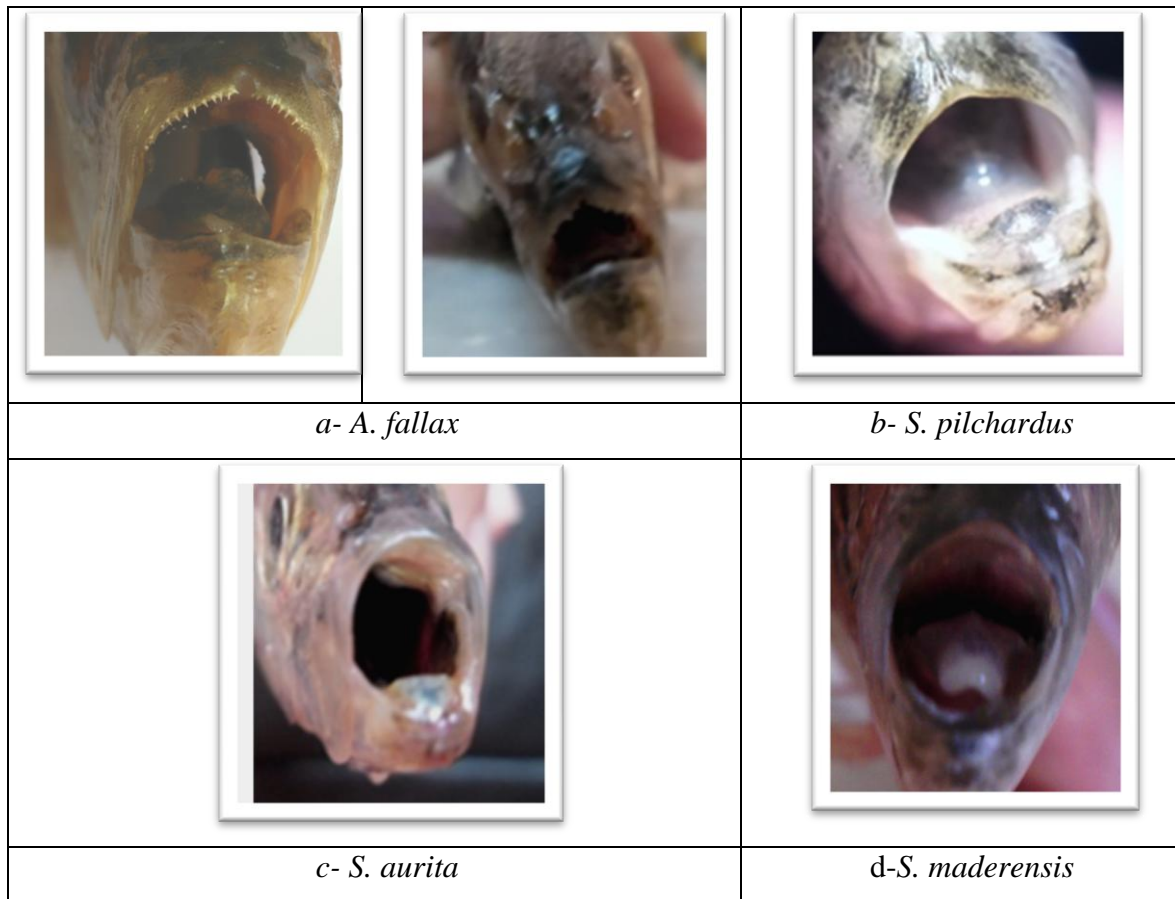 a- A. fallax
b- S. pilchardus
c- S. aurita
d-S. maderensis